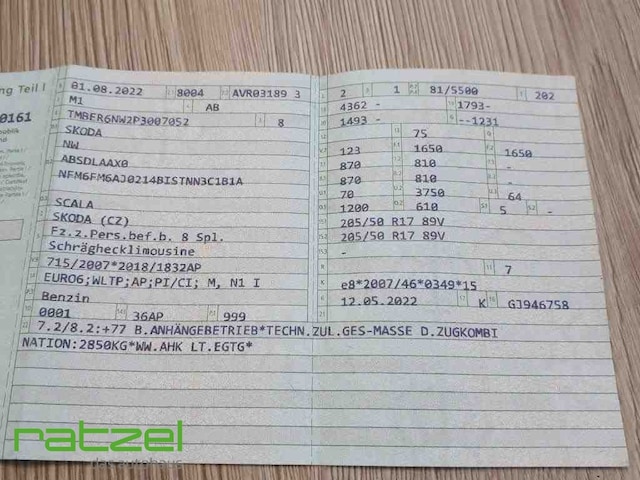 ng Teil I
01.08.2022 8004 AVR03189 3
M1 AB
0161
TMBER6NW2P3007052 8
SKODA
NW
ABSDLAAX0
NFM6FM6AJ0214BISTNN3C1B1A
SCALA
SKODA (CZ)
Fz.z.Pers.bef.b. 8 Spl.
Schräghecklimousine
715/2007*2018/1832AP
EURO6;WLTP;AP;PI/CI; M, N1 I
Benzin
0001 36AP 999
2 1 81/5500 202
4362 - 1793-
1493 - --1231
75
123 1650 1650
870 810 -
870 810 -
70 3750 64
1200 610 5 -
205/50 R17 89V
205/50 R17 89V
-
7
e8*2007/46*0349*15
12.05.2022 K GJ946758
7.2/8.2:+77 B.ANHÄNGEBETRIEB*TECHN.ZUL.GES-MASSE D.ZUGKOMBI
NATION:2850KG*WW.AHK LT.EGTG*
ratzel
das autohaus